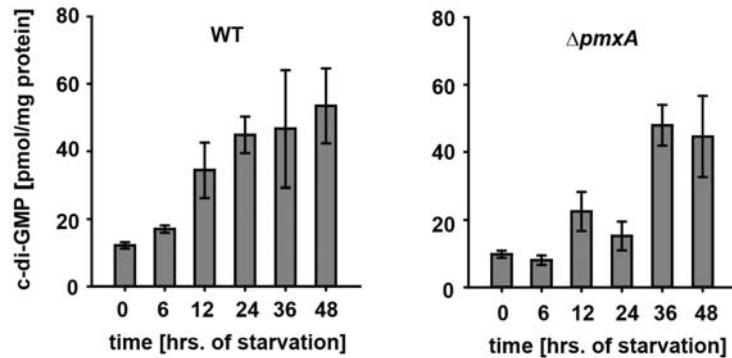 WT
c-di-GMP [pmol/mg protein]
80
60
40
20
0
0 6 12 24 36 48
time [hrs. of starvation]
ΔpmxA
80
60
40
20
0
0 6 12 24 36 48
time [hrs. of starvation]